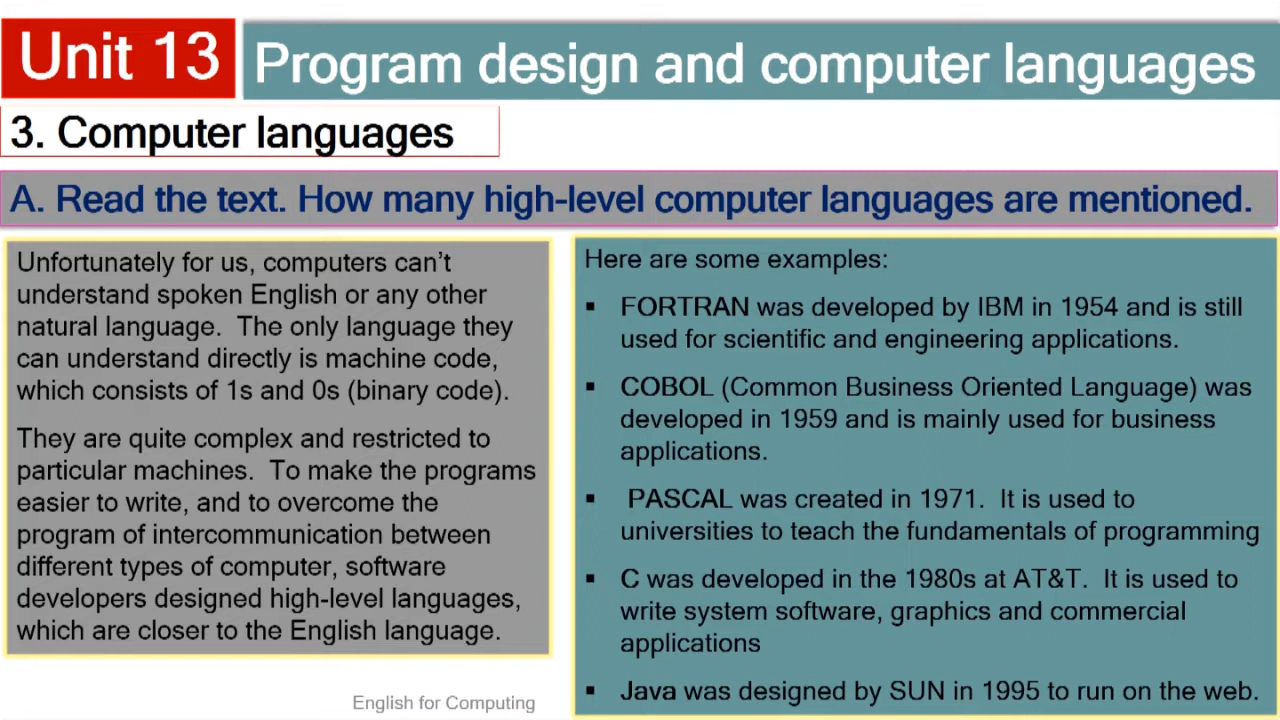 Unit 13
Program design and computer languages
3. Computer languages
A. Read the text. How many high-level computer languages are mentioned.
Unfortunately for us, computers can’t
understand spoken English or any other
natural language. The only language they
can understand directly is machine code,
which consists of 1s and 0s (binary code).
They are quite complex and restricted to
particular machines. To make the programs
easier to write, and to overcome the
program of intercommunication between
different types of computer, software
developers designed high-level languages,
which are closer to the English language.
English for Computing
Here are some examples:
▪ FORTRAN was developed by IBM in 1954 and is still
used for scientific and engineering applications.
▪ COBOL (Common Business Oriented Language) was
developed in 1959 and is mainly used for business
applications.
▪ PASCAL was created in 1971. It is used to
universities to teach the fundamentals of programming
▪ C was developed in the 1980s at AT&T. It is used to
write system software, graphics and commercial
applications
▪ Java was designed by SUN in 1995 to run on the web.